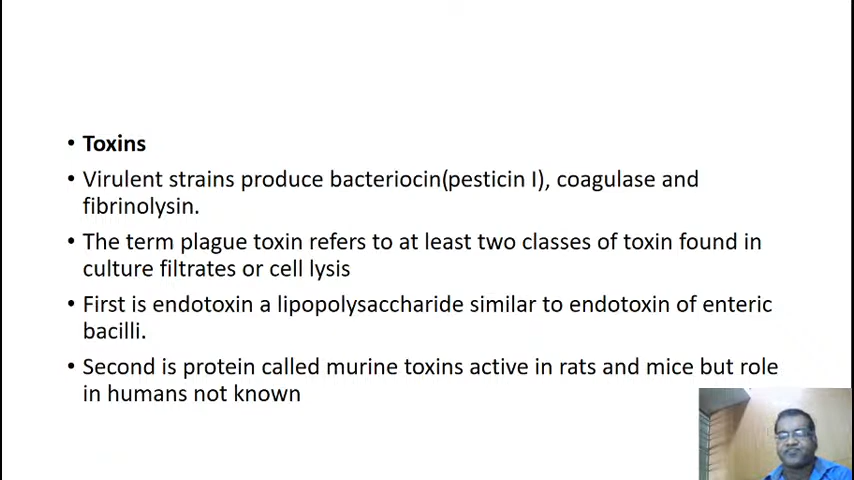 • Toxins
• Virulent strains produce bacteriocin(pesticin I), coagulase and
fibrinolysin.
• The term plague toxin refers to at least two classes of toxin found in
culture filtrates or cell lysis
• First is endotoxin a lipopolysaccharide similar to endotoxin of enteric
bacilli.
• Second is protein called murine toxins active in rats and mice but role
in humans not known